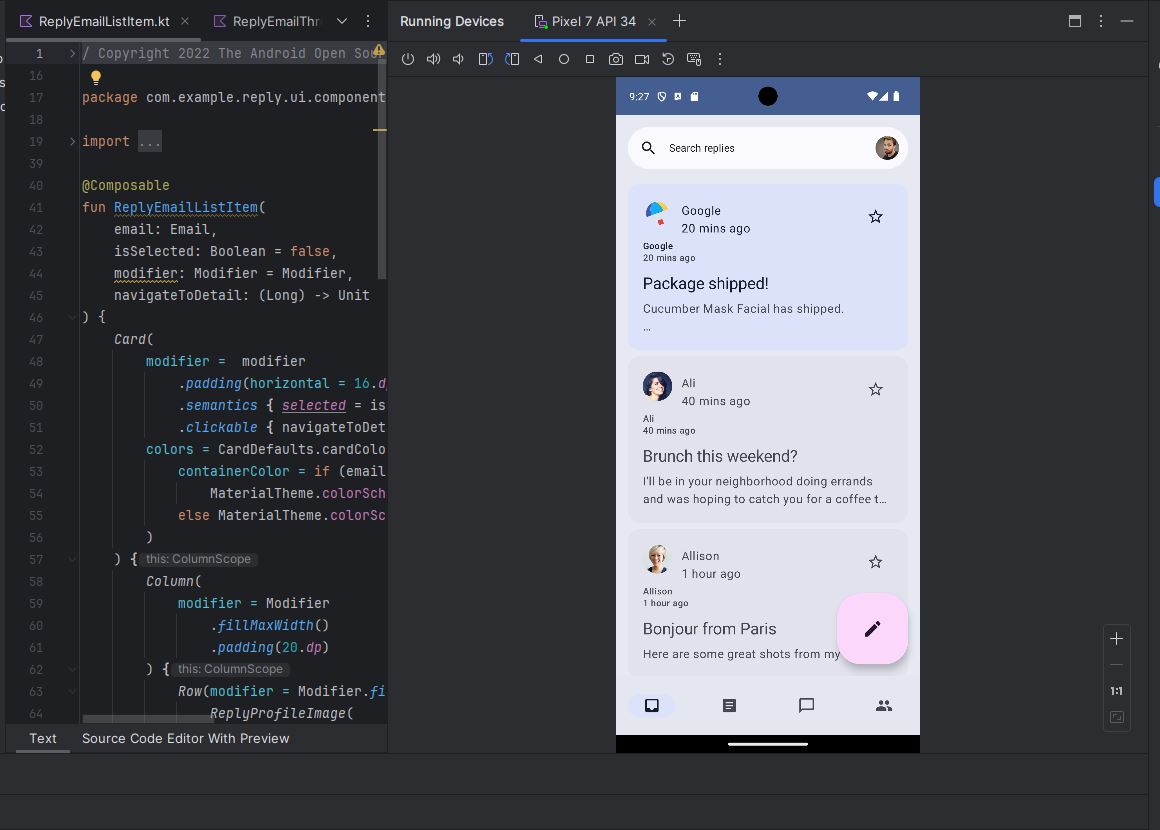 ReplyEmailListItem.kt
ReplyEmailThr
Running Devices
Pixel 7 API 34
1 / Copyright 2022 The Android Open Sou
16
17 package com.example.reply.ui.component
18
19 import ...
39
40 @Composable
41 fun ReplyEmailListItem(
42 email: Email,
43 isSelected: Boolean = false,
44 modifier: Modifier = Modifier,
45 navigateToDetail: (Long) -> Unit
46 ) {
47 Card(
48 modifier = modifier
49 .padding(horizontal = 16.d
50 .semantics { selected = is
51 .clickable { navigateToDet
52 colors = CardDefaults.cardColo
53 containerColor = if (email
54 MaterialTheme.colorSch
55 else MaterialTheme.colorSc
56 )
57 ) { this: ColumnScope
58 Column(
59 modifier = Modifier
60 .fillMaxWidth()
61 .padding(20.dp)
62 ) { this: ColumnScope
63 Row(modifier = Modifier.fi
64 ReplyProfileImage(
Text
Source Code Editor With Preview
9:27
Search replies
Google
20 mins ago
Google
20 mins ago
Package shipped!
Cucumber Mask Facial has shipped.
...
Ali
40 mins ago
Ali
40 mins ago
Brunch this weekend?
I'll be in your neighborhood doing errands
and was hoping to catch you for a coffee t...
Allison
1 hour ago
Allison
1 hour ago
Bonjour from Paris
Here are some great shots from my
1:1